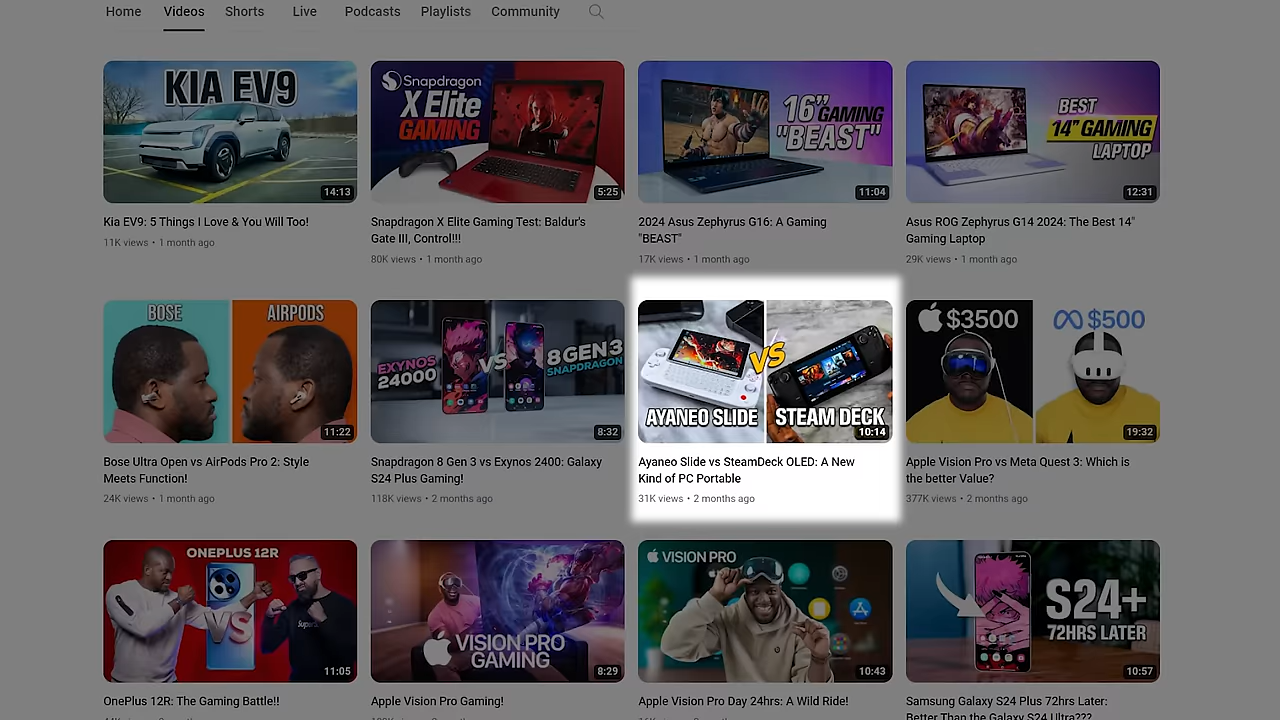 Home Videos Shorts Live Podcasts Playlists Community
KIA EV9
14:13
Snapdragon
X Elite
GAMING
5:25
16" GAMING
"BEAST"
11:04
BEST
14" GAMING
LAPTOP
12:31
Kia EV9: 5 Things I Love & You Will Too!
11K views • 1 month ago
Snapdragon X Elite Gaming Test: Baldur's
Gate III, Control!!!
80K views • 1 month ago
2024 Asus Zephyrus G16: A Gaming
"BEAST"
17K views • 1 month ago
Asus ROG Zephyrus G14 2024: The Best 14"
Gaming Laptop
29K views • 1 month ago
BOSE AIRPODS
11:22
EXYNOS
24000
VS
8 GEN 3
SNAPDRAGON
8:32
VS
AYANEO SLIDE STEAM DECK
10:14
$3500 $500
19:32
Bose Ultra Open vs AirPods Pro 2: Style
Meets Function!
24K views • 1 month ago
Snapdragon 8 Gen 3 vs Exynos 2400: Galaxy
S24 Plus Gaming!
118K views • 2 months ago
Ayaneo Slide vs SteamDeck OLED: A New
Kind of PC Portable
31K views • 2 months ago
Apple Vision Pro vs Meta Quest 3: Which is
the better Value?
377K views • 2 months ago
ONEPLUS 12R
VS
11:05
VISION PRO
GAMING
8:29
VISION PRO
10:43
S24+
72HRS LATER
10:57
OnePlus 12R: The Gaming Battle!!
Apple Vision Pro Gaming!
Apple Vision Pro Day 24hrs: A Wild Ride!
Samsung Galaxy S24 Plus 72hrs Later:
Better Than the Galaxy S24 Ultra???